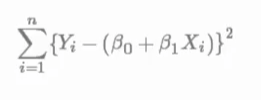 $$\sum_{i=1}^{n} \{Y_i - (\beta_0 + \beta_1 X_i)\}^2$$